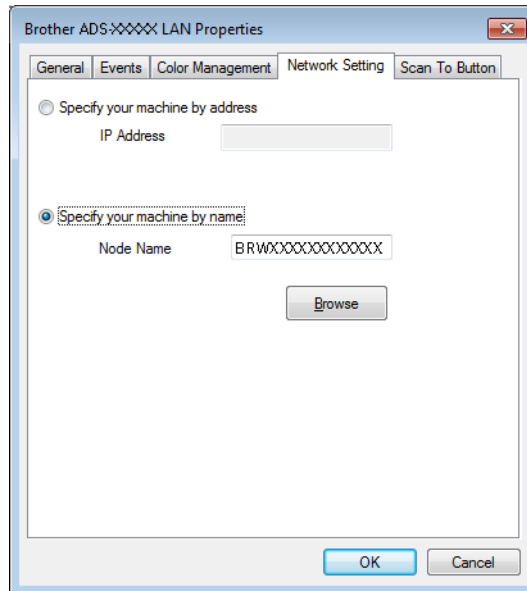 Brother ADS-XXXXX LAN Properties
General Events Color Management Network Setting Scan To Button
Specify your machine by address
IP Address
Specify your machine by name
Node Name BRWXXXXXXXXXXXX
Browse
OK Cancel